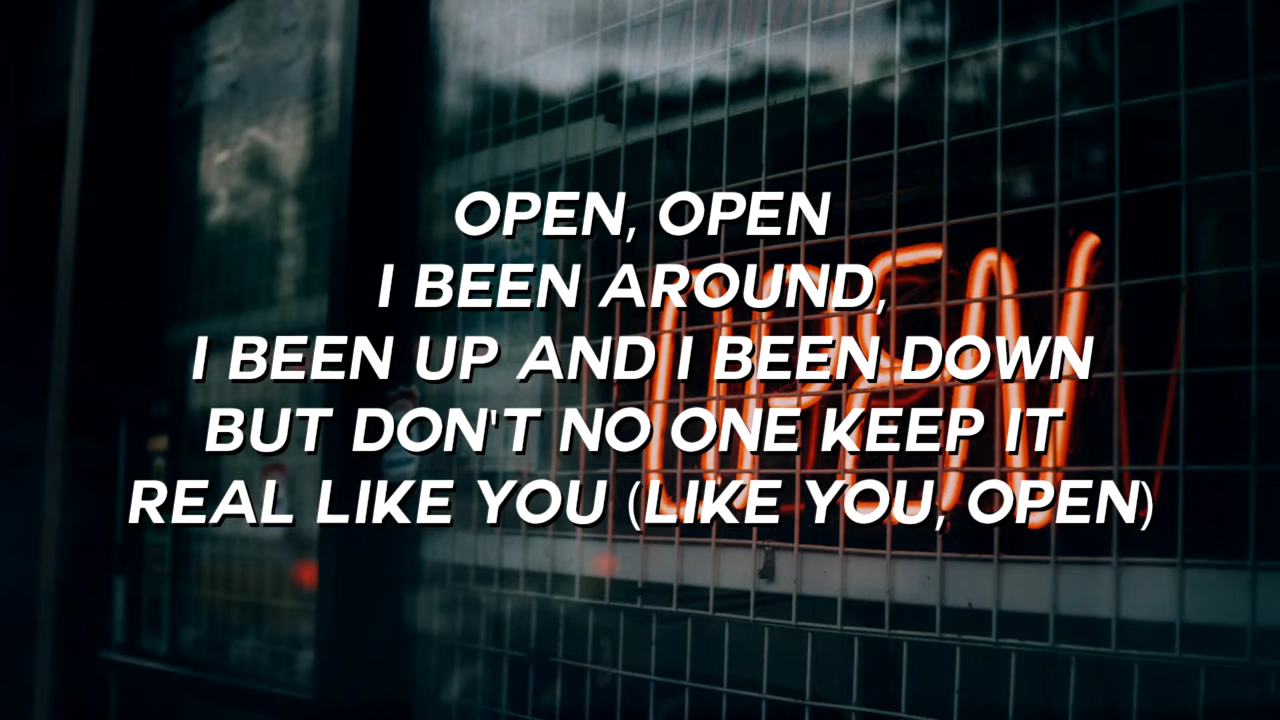 OPEN, OPEN
I BEEN AROUND,
I BEEN UP AND I BEEN DOWN
BUT DON'T NO ONE KEEP IT
REAL LIKE YOU (LIKE YOU, OPEN)
OPEN